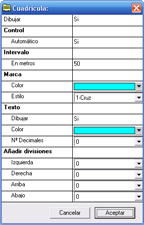 Cuadrícula:
Dibujar Si
Control
Automático Si
Intervalo
En metros 50
Marca
Color
Estilo 1-Cruz
Texto
Dibujar Si
Color
Nº Decimales 0
Añadir divisiones
Izquierda 0
Derecha 0
Arriba 0
Abajo 0
Cancelar Aceptar